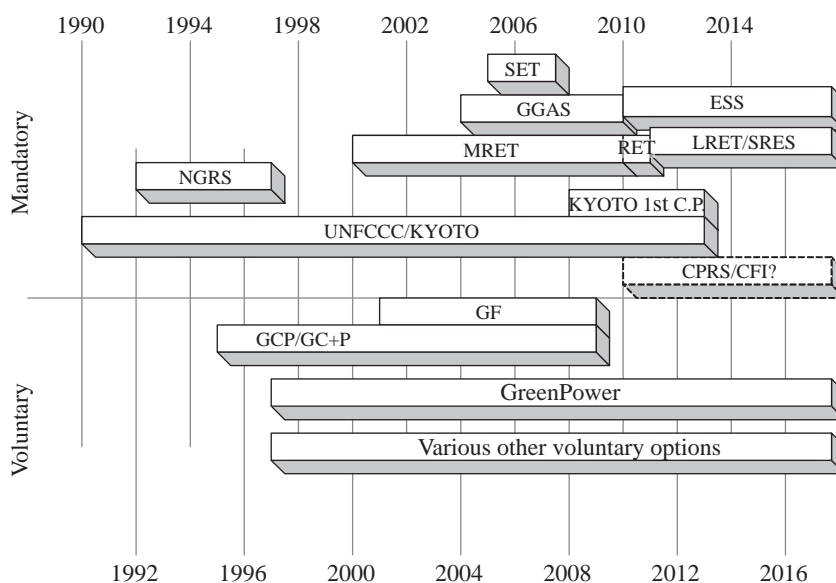 1990 1994 1998 2002 2006 2010 2014
SET
ESS
GGAS
MRET
RET
LRET/SRES
NGRS
KYOTO 1st C.P.
UNFCCC/KYOTO
CPRS/CFI?
Mandatory
GF
GCP/GC+P
GreenPower
Various other voluntary options
Voluntary
1992 1996 2000 2004 2008 2012 2016